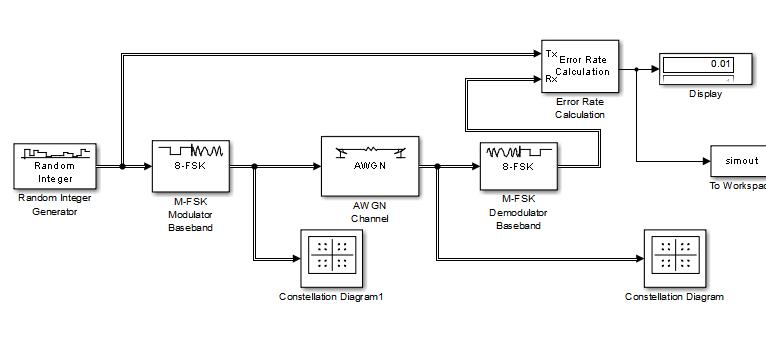 Tx
Error Rate
Calculation
Rx
Error Rate
Calculation
0.01
Display
simout
To Workspac
Random
Integer
Random Integer
Generator
8-FSK
M-FSK
Modulator
Baseband
AWGN
AWGN
Channel
8-FSK
M-FSK
Demodulator
Baseband
Constellation Diagram1
Constellation Diagram